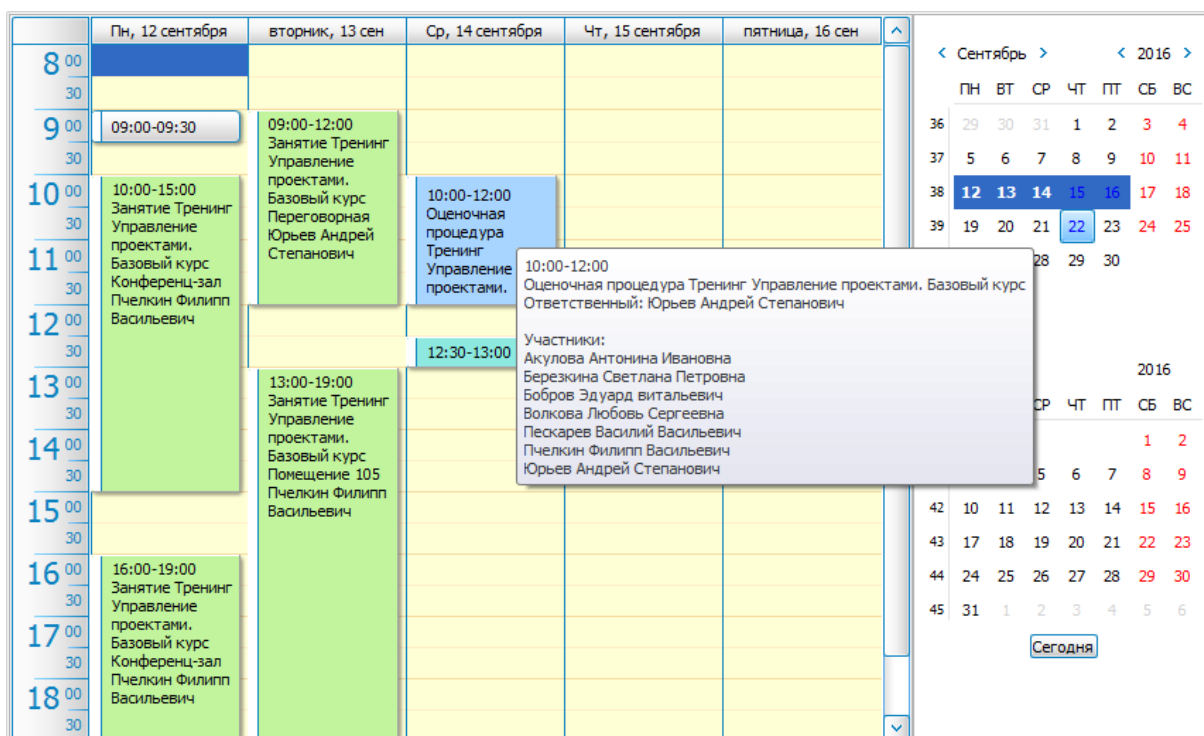 Пн, 12 сентября вторник, 13 сен Ср, 14 сентября Чт, 15 сентября пятница, 16 сен
8 00
30
9 00
30
10 00
30
11 00
30
12 00
30
13 00
30
14 00
30
15 00
30
16 00
30
17 00
30
18 00
30
09:00-09:30
10:00-15:00
Занятие Тренинг
Управление
проектами.
Базовый курс
Конференц-зал
Пчелкин Филипп
Васильевич
16:00-19:00
Занятие Тренинг
Управление
проектами.
Базовый курс
Конференц-зал
Пчелкин Филипп
Васильевич
09:00-12:00
Занятие Тренинг
Управление
проектами.
Базовый курс
Переговорная
Юрьев Андрей
Степанович
13:00-19:00
Занятие Тренинг
Управление
проектами.
Базовый курс
Помещение 105
Пчелкин Филипп
Васильевич
10:00-12:00
Оценочная
процедура
Тренинг
Управление
проектами.
12:30-13:00
10:00-12:00
Оценочная процедура Тренинг Управление проектами. Базовый курс
Ответственный: Юрьев Андрей Степанович
Участники:
Акулова Антонина Ивановна
Березкина Светлана Петровна
Бобров Эдуард витальевич
Волкова Любовь Сергеевна
Пескарев Василий Васильевич
Пчелкин Филипп Васильевич
Юрьев Андрей Степанович
< Сентябрь > < 2016 >
ПН ВТ СР ЧТ ПТ СБ ВС
36 29 30 31 1 2 3 4
37 5 6 7 8 9 10 11
38 12 13 14 15 16 17 18
39 19 20 21 22 23 24 25
28 29 30
2016
СР ЧТ ПТ СБ ВС
1 2
5 6 7 8 9
42 10 11 12 13 14 15 16
43 17 18 19 20 21 22 23
44 24 25 26 27 28 29 30
45 31 1 2 3 4 5 6
Сегодня